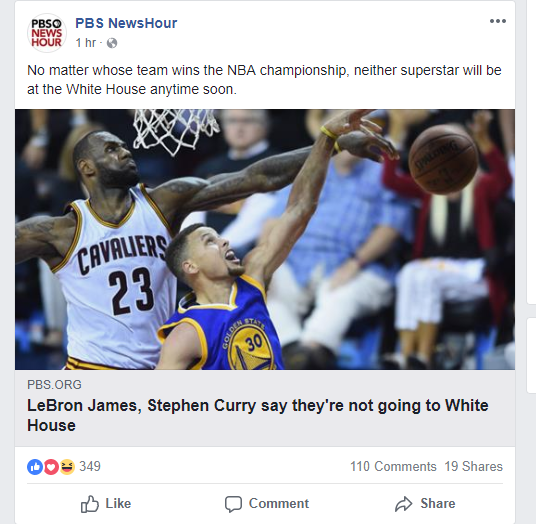 PBS
NEWS
HOUR
PBS NewsHour
1 hr ·
No matter whose team wins the NBA championship, neither superstar will be
at the White House anytime soon.
SPALDING
CAVALIERS
23
GOLDEN STATE
30
PBS.ORG
LeBron James, Stephen Curry say they're not going to White
House
349
110 Comments 19 Shares
Like Comment Share